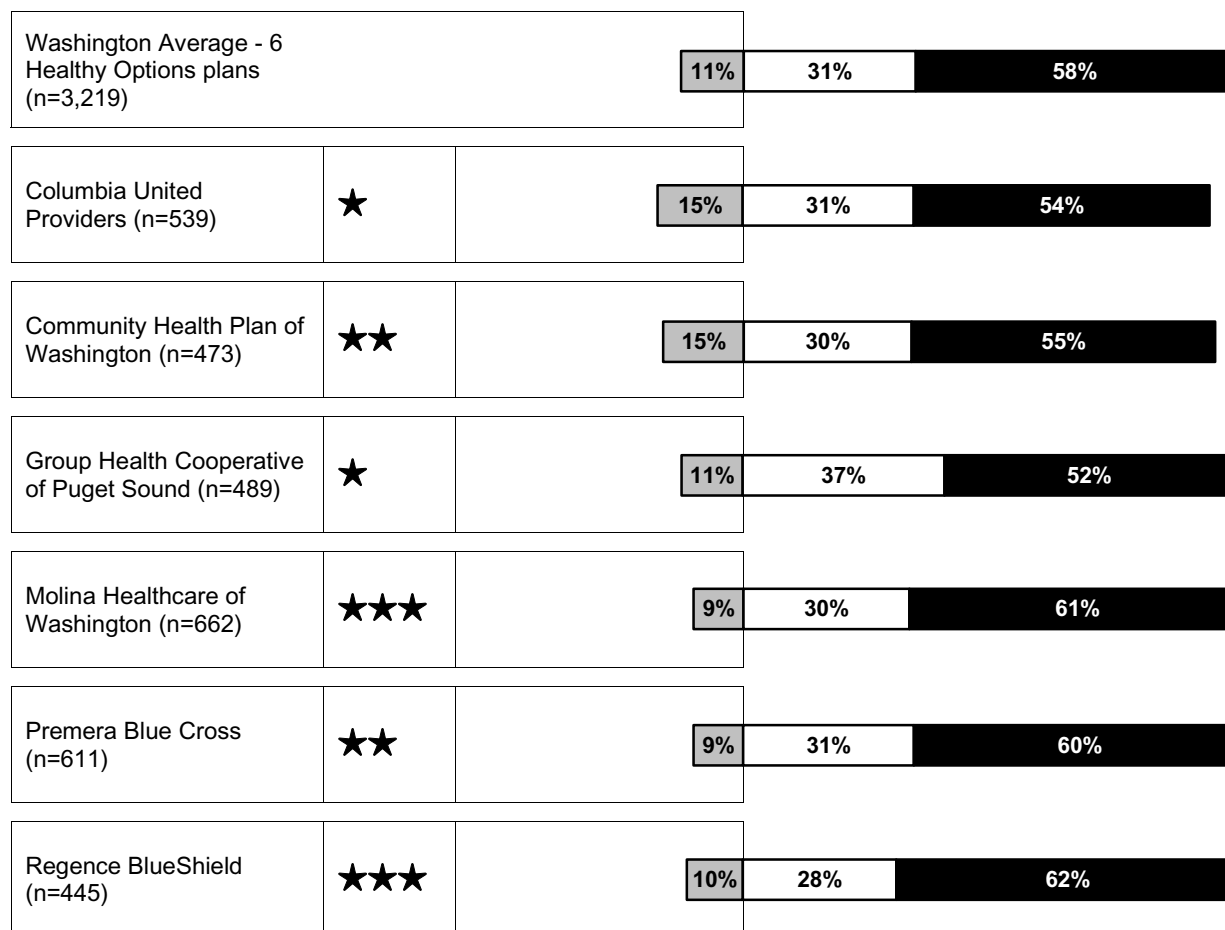 Washington Average - 6
Healthy Options plans
(n=3,219)
11% 31% 58%
Columbia United
Providers (n=539)
★
15% 31% 54%
Community Health Plan of
Washington (n=473)
★★
15% 30% 55%
Group Health Cooperative
of Puget Sound (n=489)
★
11% 37% 52%
Molina Healthcare of
Washington (n=662)
★★★
9% 30% 61%
Premera Blue Cross
(n=611)
★★
9% 31% 60%
Regence BlueShield
(n=445)
★★★
10% 28% 62%